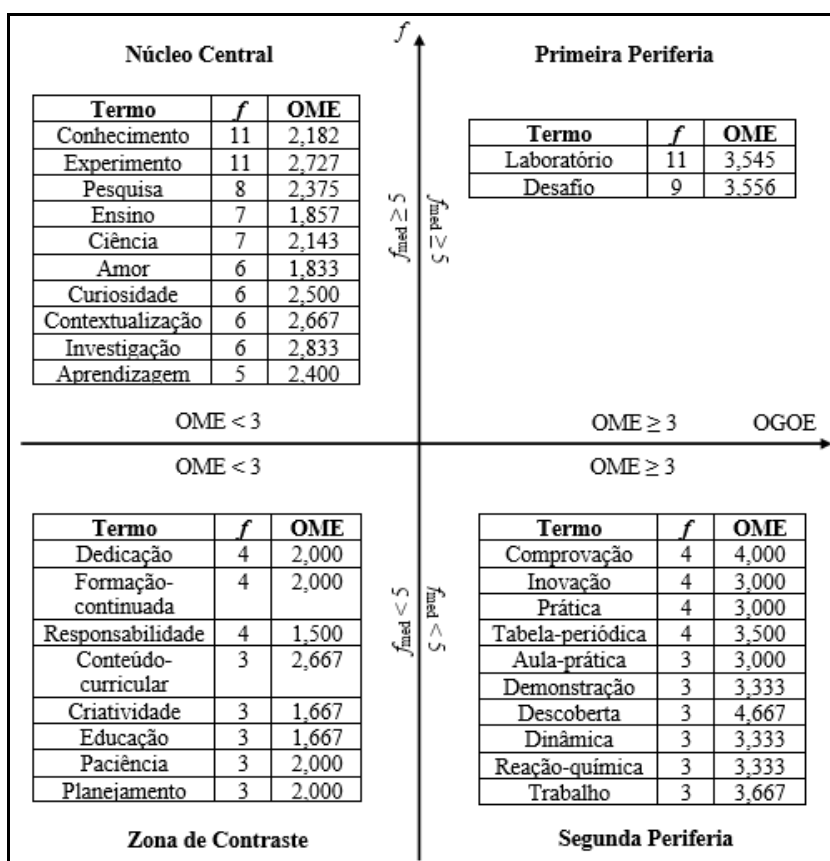 f
Núcleo Central
Primeira Periferia
Termo f OME
Conhecimento 11 2,182
Experimento 11 2,727
Pesquisa 8 2,375
Ensino 7 1,857
Ciência 7 2,143
Amor 6 1,833
Curiosidade 6 2,500
Contextualização 6 2,667
Investigação 6 2,833
Aprendizagem 5 2,400
Termo f OME
Laboratório 11 3,545
Desafio 9 3,556
fmed ≥ 5
fmed ≥ 5
OME < 3
OME ≥ 3
OGOE
OME < 3
OME ≥ 3
Termo f OME
Dedicação 4 2,000
Formação- 4 2,000
continuada
Responsabilidade 4 1,500
Conteúdo- 3 2,667
curricular
Criatividade 3 1,667
Educação 3 1,667
Paciência 3 2,000
Planejamento 3 2,000
fmed < 5
fmed < 5
Termo f OME
Comprovação 4 4,000
Inovação 4 3,000
Prática 4 3,000
Tabela-periódica 4 3,500
Aula-prática 3 3,000
Demonstração 3 3,333
Descoberta 3 4,667
Dinâmica 3 3,333
Reação-química 3 3,333
Trabalho 3 3,667
Zona de Contraste
Segunda Periferia